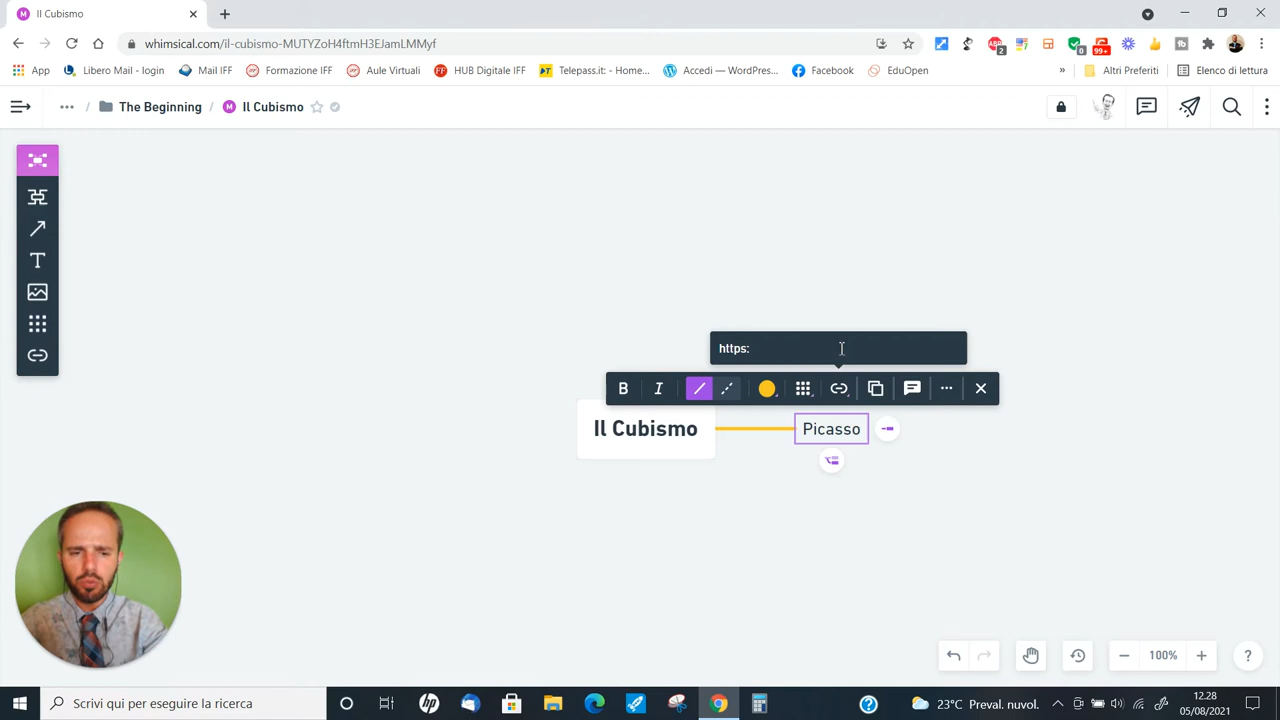 Il Cubismo
whimsical.com/il-cubismo-MUTYZoH4ftmH3EJamLMMyf
App
Libero Mail - login
Mail IFF
Formazione IFF
Aule Virtuali
HUB Digitale IFF
Telepass.it: - Home...
Accedi — WordPres...
Facebook
EduOpen
»
Altri Preferiti
Elenco di lettura
... / The Beginning / Il Cubismo
https:
B I
Il Cubismo
Picasso
100%
?
Scrivi qui per eseguire la ricerca
23°C Preval. nuvol.
12.28
05/08/2021